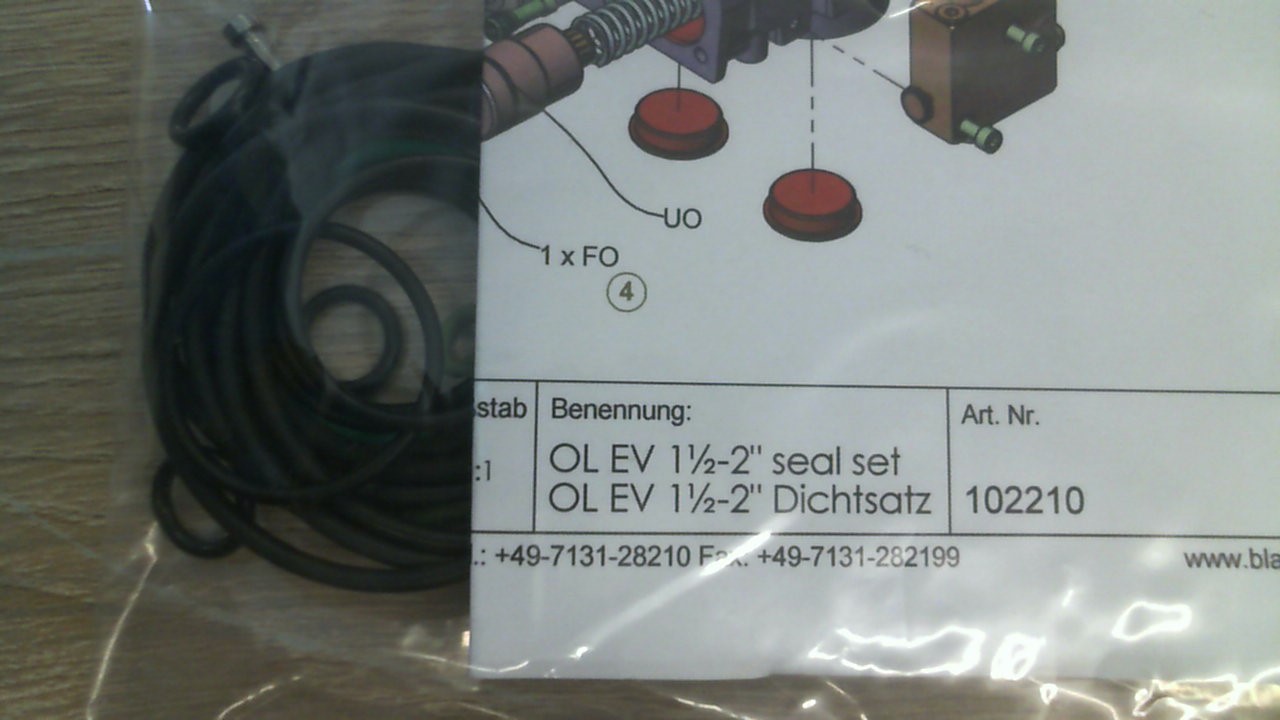 UO
1 x FO
4
stab
Benennung:
Art. Nr.
:1
OL EV 1½-2" seal set
OL EV 1½-2" Dichtsatz
102210
.: +49-7131-28210 Fax: +49-7131-282199
www.bla